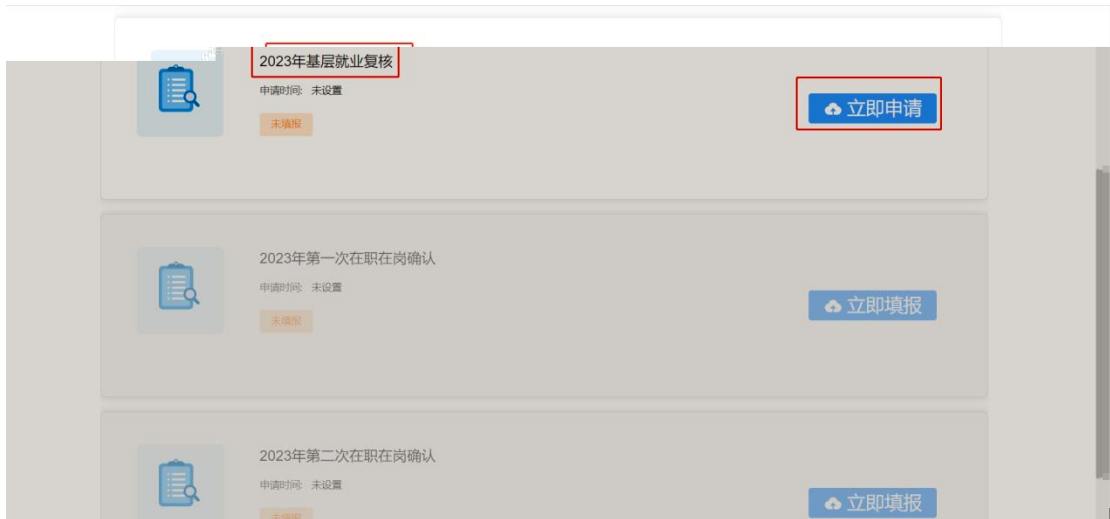 2023年基层就业复核
申请时间: 未设置
未填报
立即申请
2023年第一次在职在岗确认
申请时间: 未设置
未填报
立即填报
2023年第二次在职在岗确认
申请时间: 未设置
未填报
立即填报